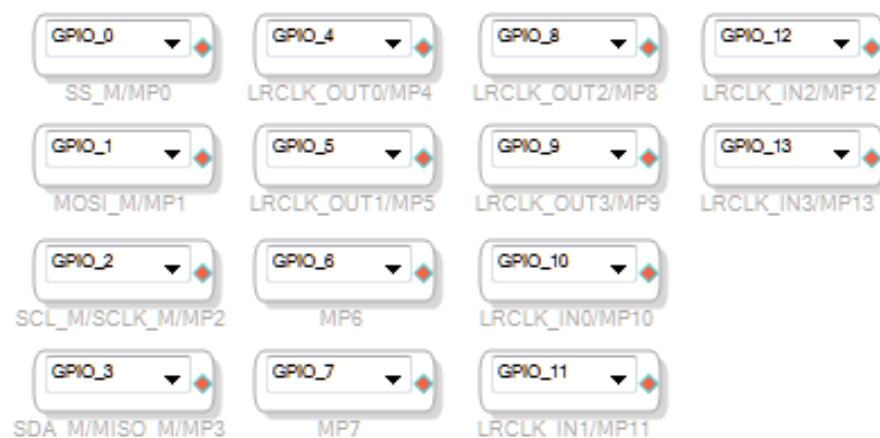 GPIO_0 GPIO_4 GPIO_8 GPIO_12
SS_M/MP0 LRCLK_OUT0/MP4 LRCLK_OUT2/MP8 LRCLK_IN2/MP12
GPIO_1 GPIO_5 GPIO_9 GPIO_13
MOSI_M/MP1 LRCLK_OUT1/MP5 LRCLK_OUT3/MP9 LRCLK_IN3/MP13
GPIO_2 GPIO_6 GPIO_10
SCL_M/SCLK_M/MP2 MP6 LRCLK_IN0/MP10
GPIO_3 GPIO_7 GPIO_11
SDA_M/MISO_M/MP3 MP7 LRCLK_IN1/MP11